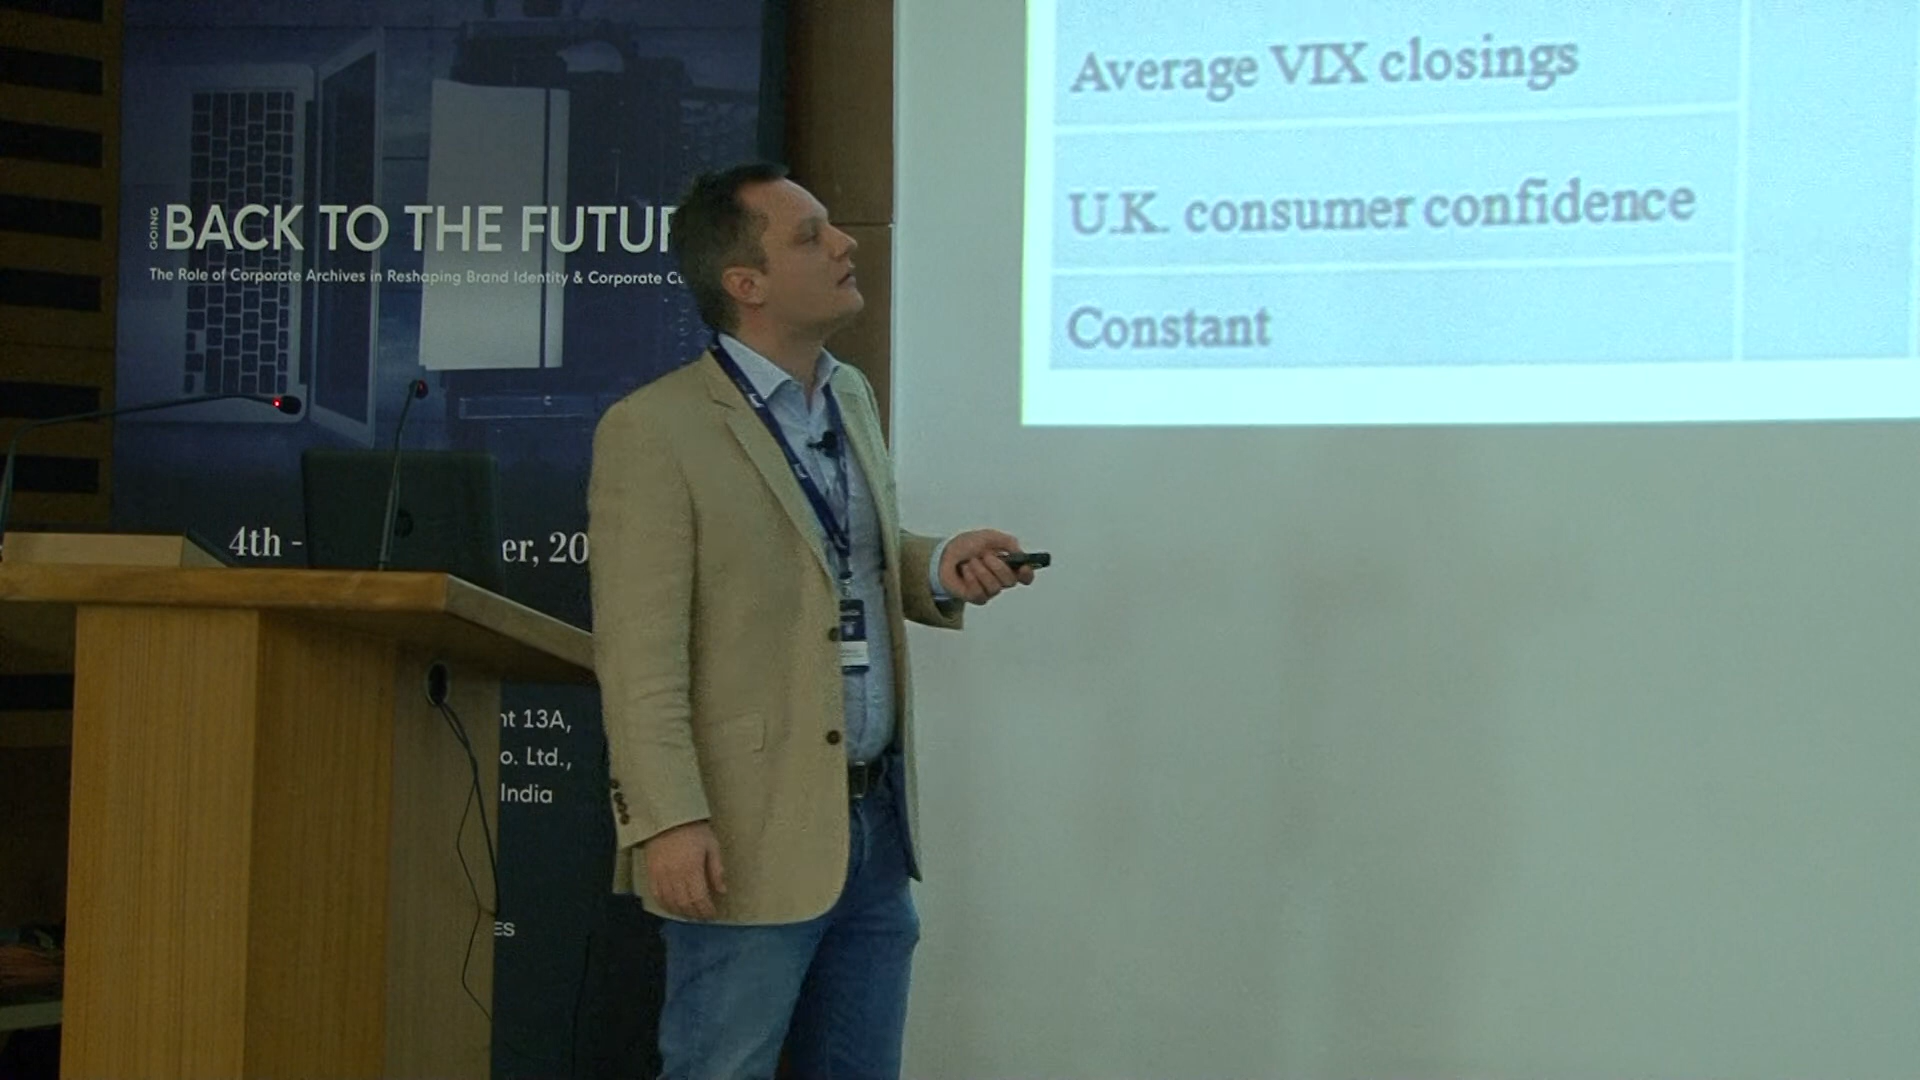 GOING
BACK TO THE FUTUR
The Role of Corporate Archives in Reshaping Brand Identity & Corporate Cu
4th -
er, 20
nt 13A,
o. Ltd.,
India
ES
Average VIX closings
U.K. consumer confidence
Constant